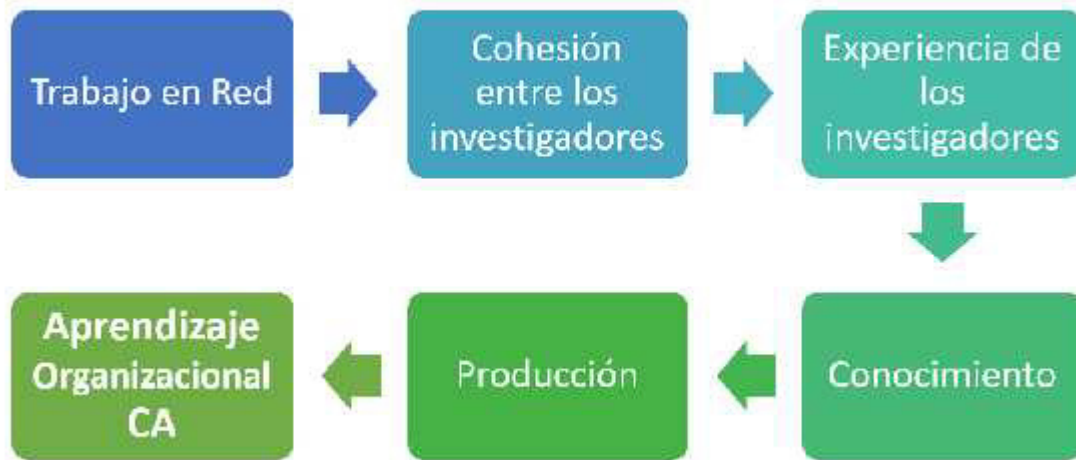 Trabajo en Red
Cohesión
entre los
investigadores
Experiencia de
los
investigadores
Conocimiento
Producción
Aprendizaje
Organizacional
CA